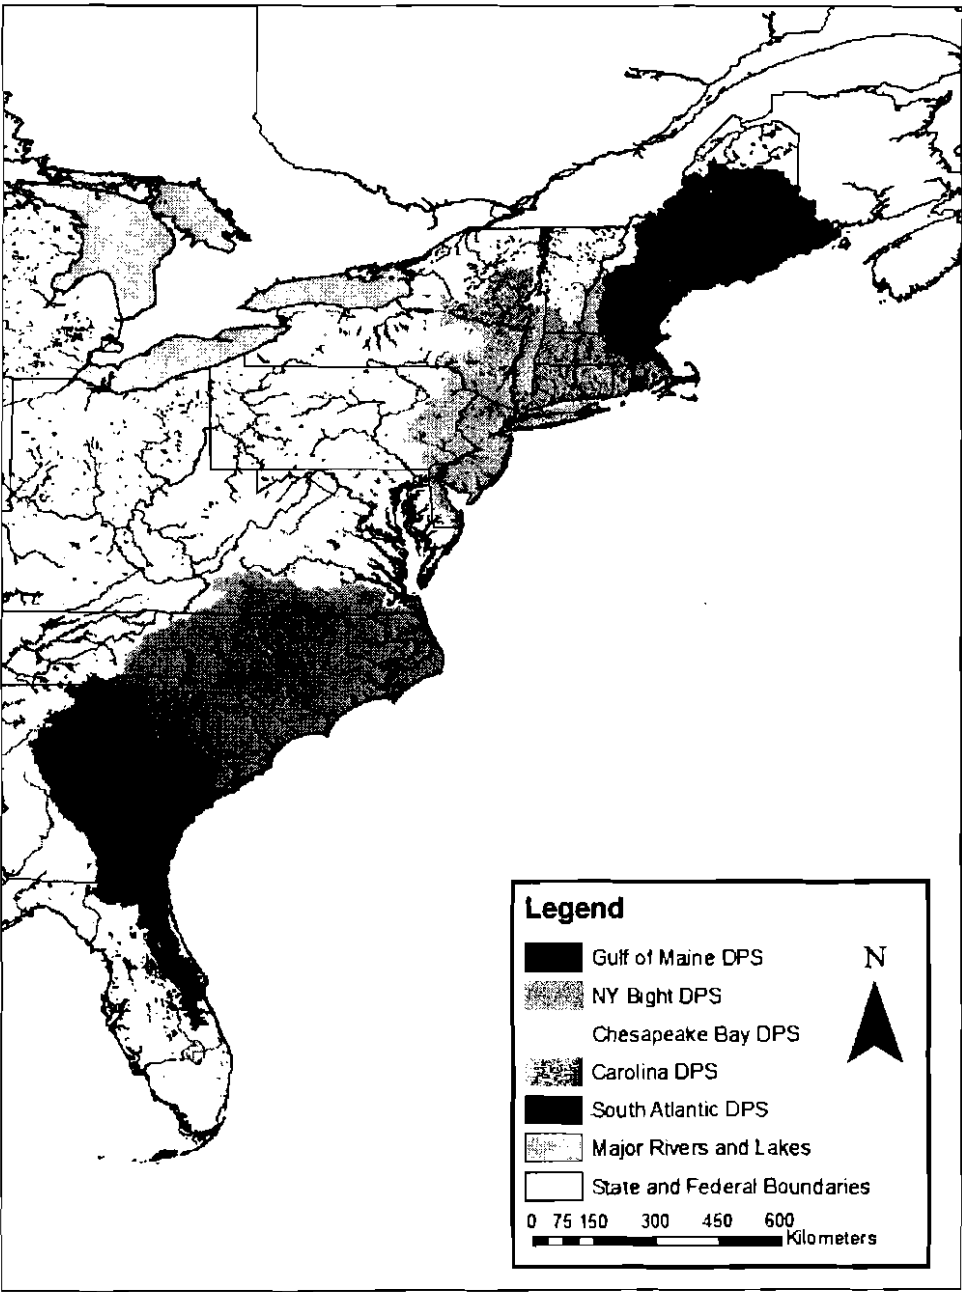 Legend
Gulf of Maine DPS
N
NY Bight DPS
Chesapeake Bay DPS
Carolina DPS
South Atlantic DPS
Major Rivers and Lakes
State and Federal Boundaries
0 75 150 300 450 600
Kilometers